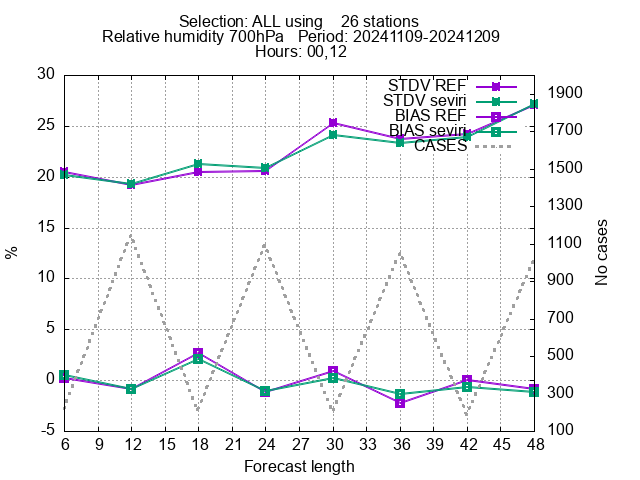 Selection: ALL using    26 stations
Relative humidity 700hPa   Period: 20241109-20241209
Hours: 00,12
STDV REF
STDV seviri
BIAS REF
BIAS seviri
CASES
%
30
25
20
15
10
5
0
-5
1900
1700
1500
1300
1100
900
700
500
300
100
No cases
6 9 12 15 18 21 24 27 30 33 36 39 42 45 48
Forecast length